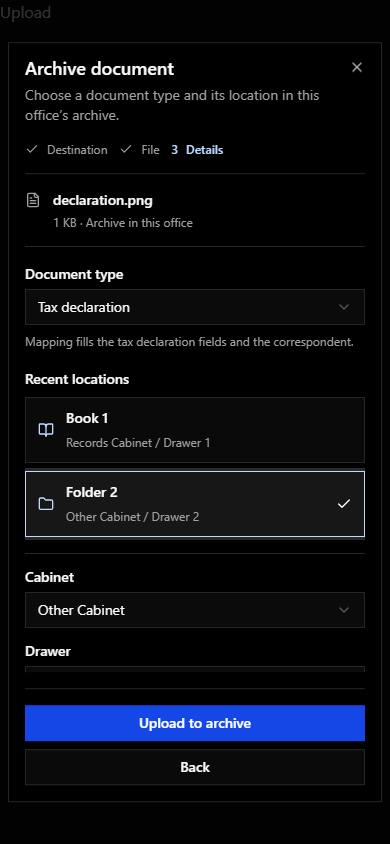 Upload
Archive document
Choose a document type and its location in this
office’s archive.
Destination File 3 Details
declaration.png
1 KB · Archive in this office
Document type
Tax declaration
Mapping fills the tax declaration fields and the correspondent.
Recent locations
Book 1
Records Cabinet / Drawer 1
Folder 2
Other Cabinet / Drawer 2
Cabinet
Other Cabinet
Drawer
Upload to archive
Back